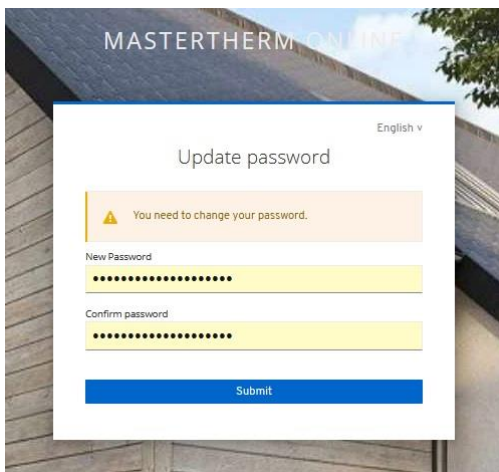 MASTERTHERM ONLINE
English v
Update password
You need to change your password.
New Password
••••••••••••••••••••
Confirm password
••••••••••••••••••••
Submit